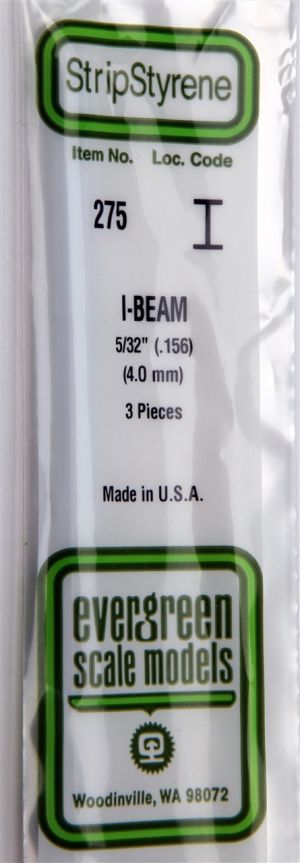 StripStyrene
Item No. Loc. Code
275
I-BEAM
5/32" (.156)
(4.0 mm)
3 Pieces
Made in U.S.A.
evergreen
scale models
Woodinville, WA 98072